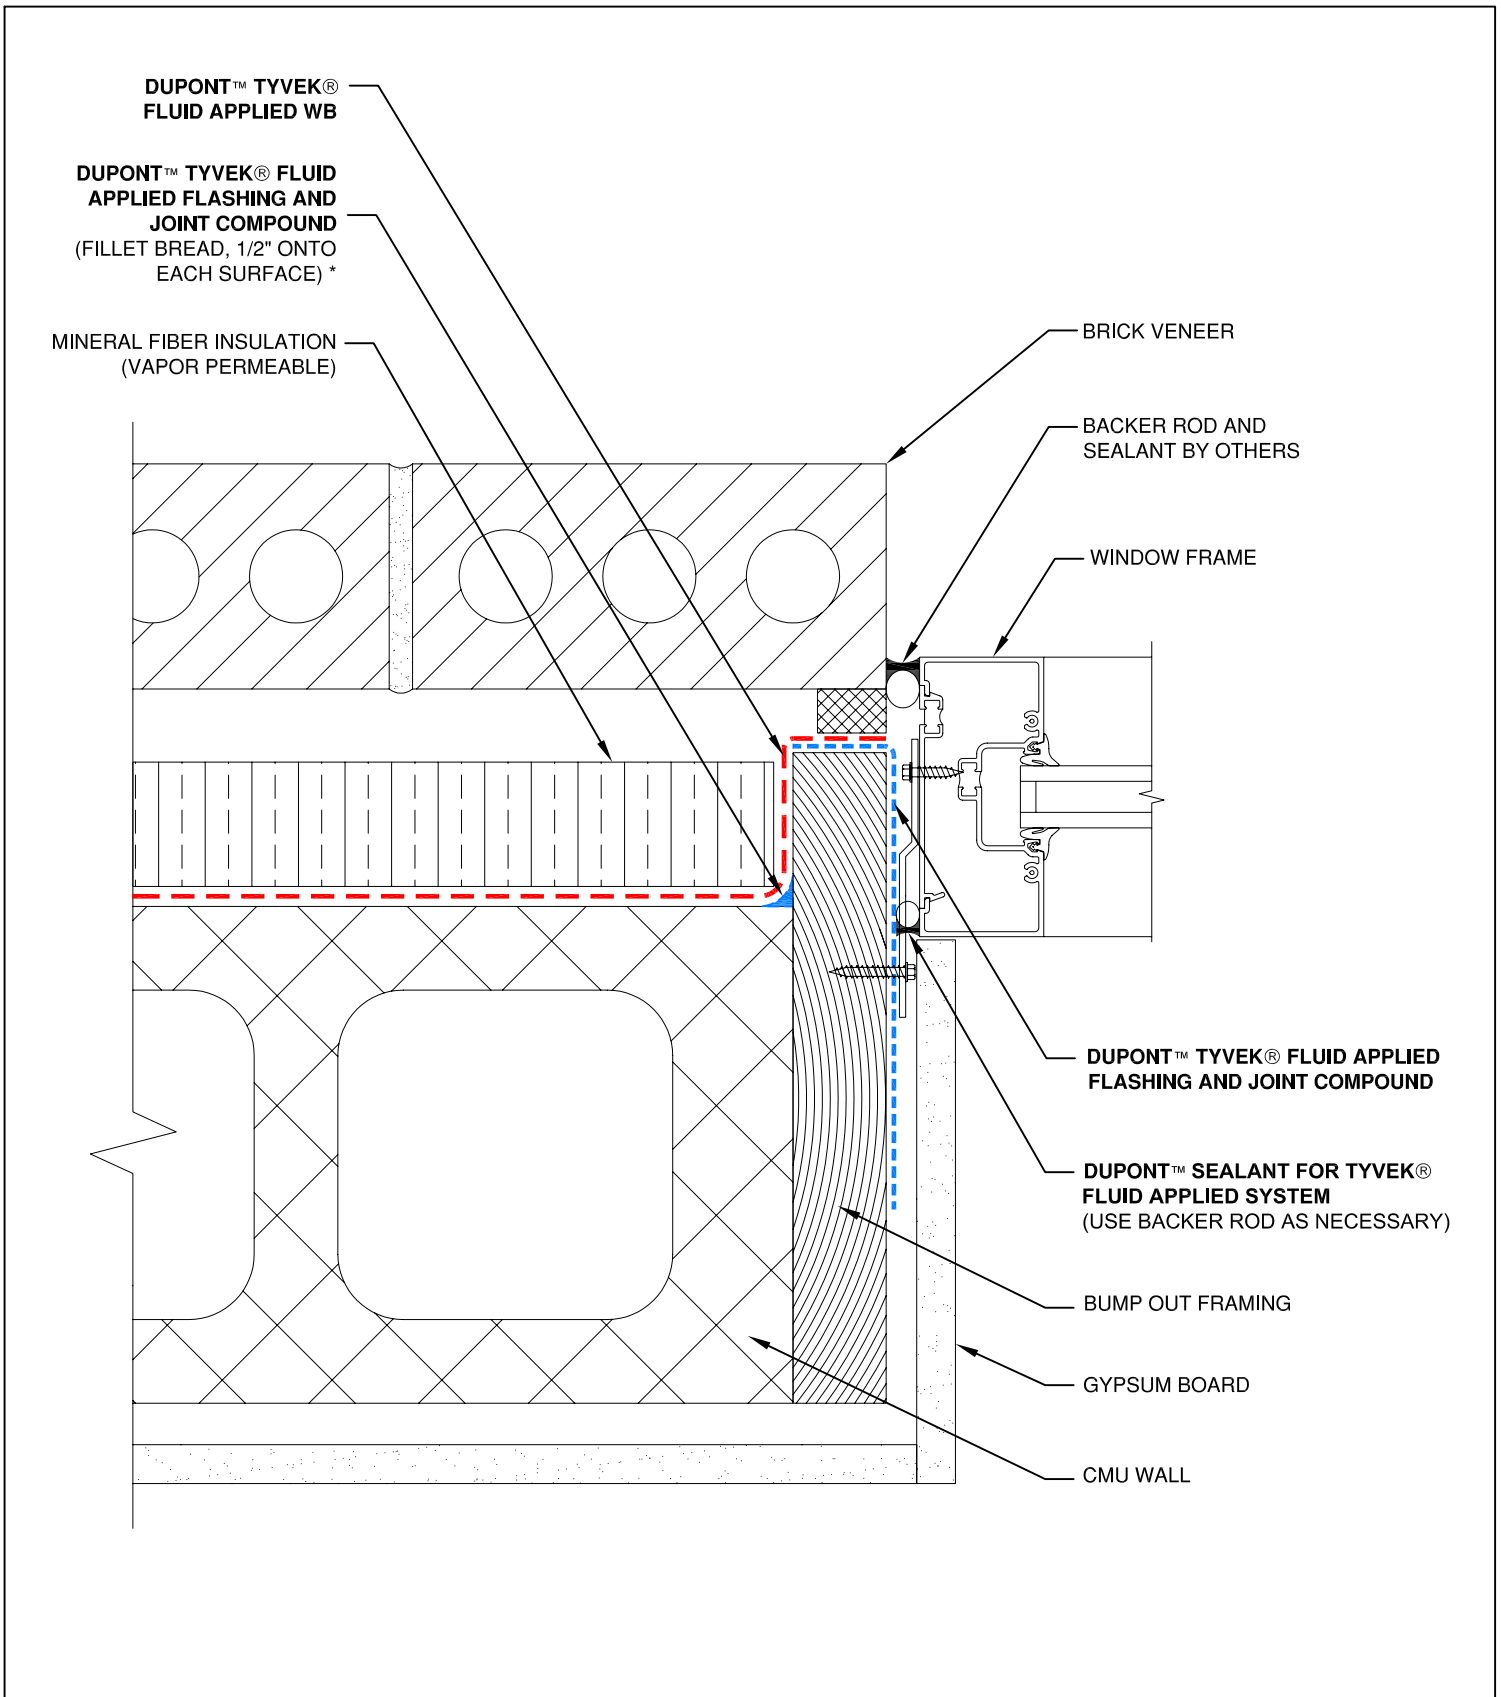 DUPONT™ TYVEK®
FLUID APPLIED WB
DUPONT™ TYVEK® FLUID
APPLIED FLASHING AND
JOINT COMPOUND
(FILLET BREAD, 1/2" ONTO
EACH SURFACE) *
MINERAL FIBER INSULATION
(VAPOR PERMEABLE)
BRICK VENEER
BACKER ROD AND
SEALANT BY OTHERS
WINDOW FRAME
DUPONT™ TYVEK® FLUID APPLIED
FLASHING AND JOINT COMPOUND
DUPONT™ SEALANT FOR TYVEK®
FLUID APPLIED SYSTEM
(USE BACKER ROD AS NECESSARY)
BUMP OUT FRAMING
GYPSUM BOARD
CMU WALL